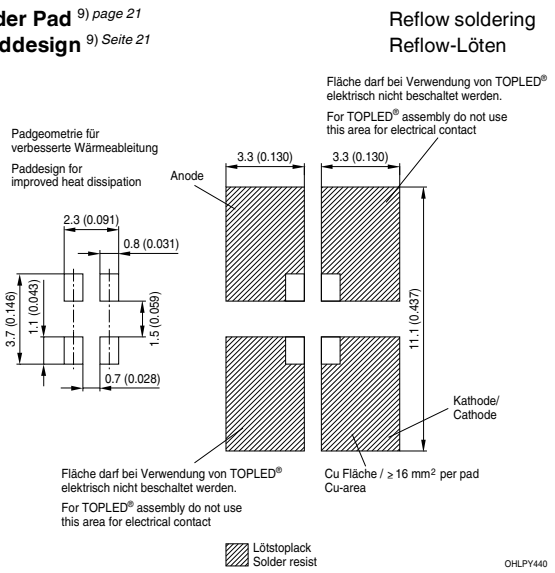 der Pad 9) page 21
ddesign 9) Seite 21
Reflow soldering
Reflow-Löten
Fläche darf bei Verwendung von TOPLED®
elektrisch nicht beschaltet werden.
For TOPLED® assembly do not use
this area for electrical contact
Padgeometrie für
verbesserte Wärmeableitung
Paddesign for
improved heat dissipation
Anode
3.3 (0.130)
3.3 (0.130)
2.3 (0.091)
0.8 (0.031)
3.7 (0.146)
1.1 (0.043)
1.5 (0.059)
0.7 (0.028)
11.1 (0.437)
Kathode/
Cathode
Fläche darf bei Verwendung von TOPLED®
elektrisch nicht beschaltet werden.
For TOPLED® assembly do not use
this area for electrical contact
Cu Fläche / ≥ 16 mm² per pad
Cu-area
Lötstoplack
Solder resist
OHLPY440